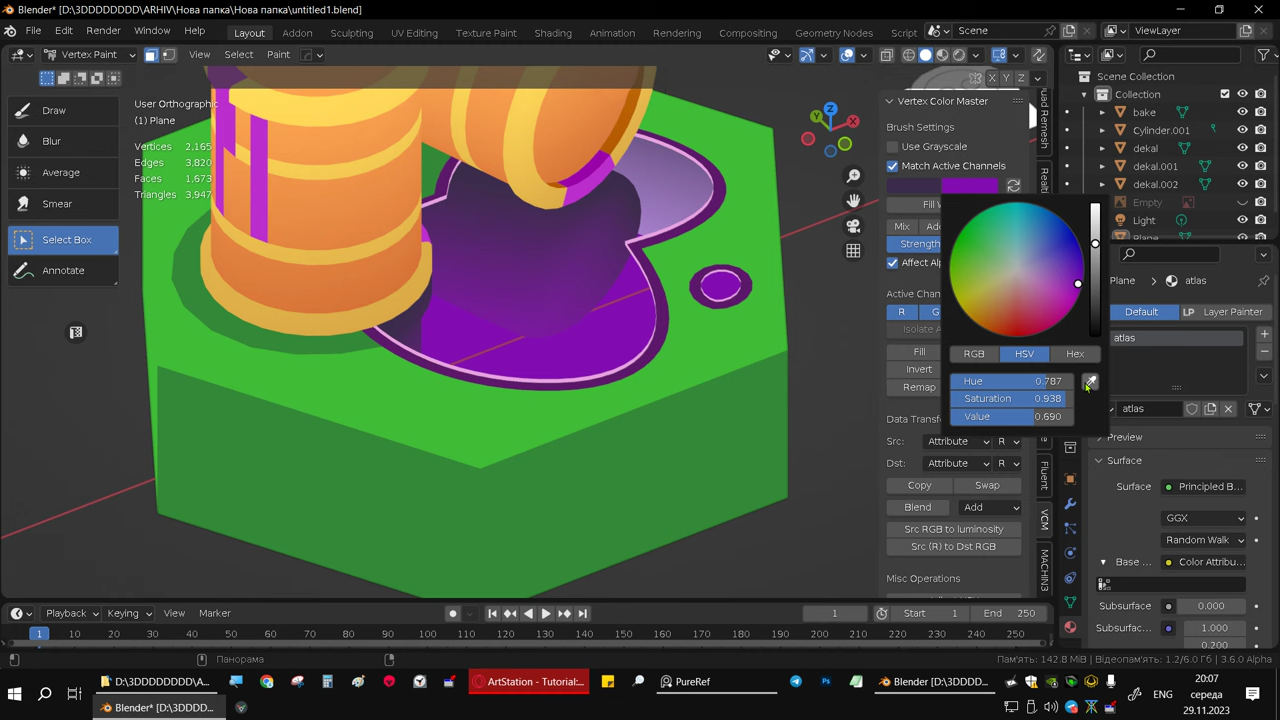 Blender* [D:\3DDDDDDDD\ARHIV\Нова папка\Нова папка\untitled1.blend]
File Edit Render Window Help Layout Adding Sculpting UV Editing Texture Paint Shading Animation Rendering Compositing Geometry Nodes Script Scene ViewLayer
Vertex Paint View Select Paint
X Y Z
User Orthographic
(1) Plane
Vertices 2,165
Edges 3,820
Faces 1,673
Triangles 3,947
Draw
Blur
Average
Smear
Select Box
Annotate
Z
Y
X
Vertex Color Master
Brush Settings
Use Grayscale
Match Active Channels
Fill
Mix Ad
Strength
Affect Alp
Active Chan
R G
Isolate A
Fill
Invert
Remap
Data Transf
Src: Attribute R
Dst: Attribute R
Copy Swap
Blend Add
Src RGB to luminosity
Src (R) to Dst RGB
Misc Operations
RGB HSV Hex
Hue 0.787
Saturation 0.938
Value 0.690
uad Remesh
Realti
Fluent
VCM
MACHIN3
Scene Collection
Collection
bake
Cylinder.001
dekal
dekal.001
dekal.002
Empty
Light
Plane
Plane atlas
Default LP Layer Painter
atlas
atlas
Preview
Surface
Surface Principled B...
GGX
Random Walk
Base ... Color Attribu...
Subsurface 0.000
Subsurfac... 1.000
0.200
Playback Keying View Marker 1 Start 1 End 250
1 10 20 30 40 50 60 70 80 90 100 110 120 130 140 150 160 170 180 190 200 210 220 230 240 250
Панорама
Пам'ять: 142.8 МіБ | Відеопам'ять: 1.2/6.0 Гб | 3.6.0 Alpha
D:\3DDDDDDDD\A... ArtStation - Tutorial:... PureRef Blender [D:\3DDDD...
Blender* [D:\3DDDD...
ENG
20:07
середа
29.11.2023